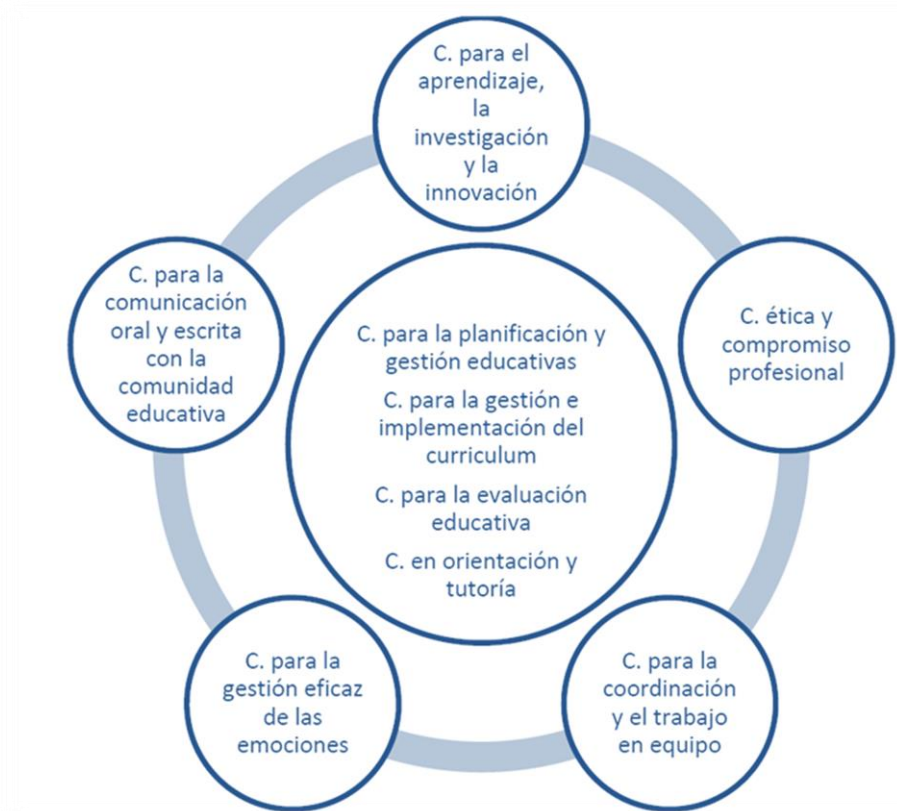 C. para el
aprendizaje,
la
investigación
y la
innovación
C. para la
comunicación
oral y escrita
con la
comunidad
educativa
C. ética y
compromiso
profesional
C. para la planificación y
gestión educativas
C. para la gestión e
implementación del
curriculum
C. para la evaluación
educativa
C. en orientación y
tutoría
C. para la
gestión eficaz
de las
emociones
C. para la
coordinación
y el trabajo
en equipo